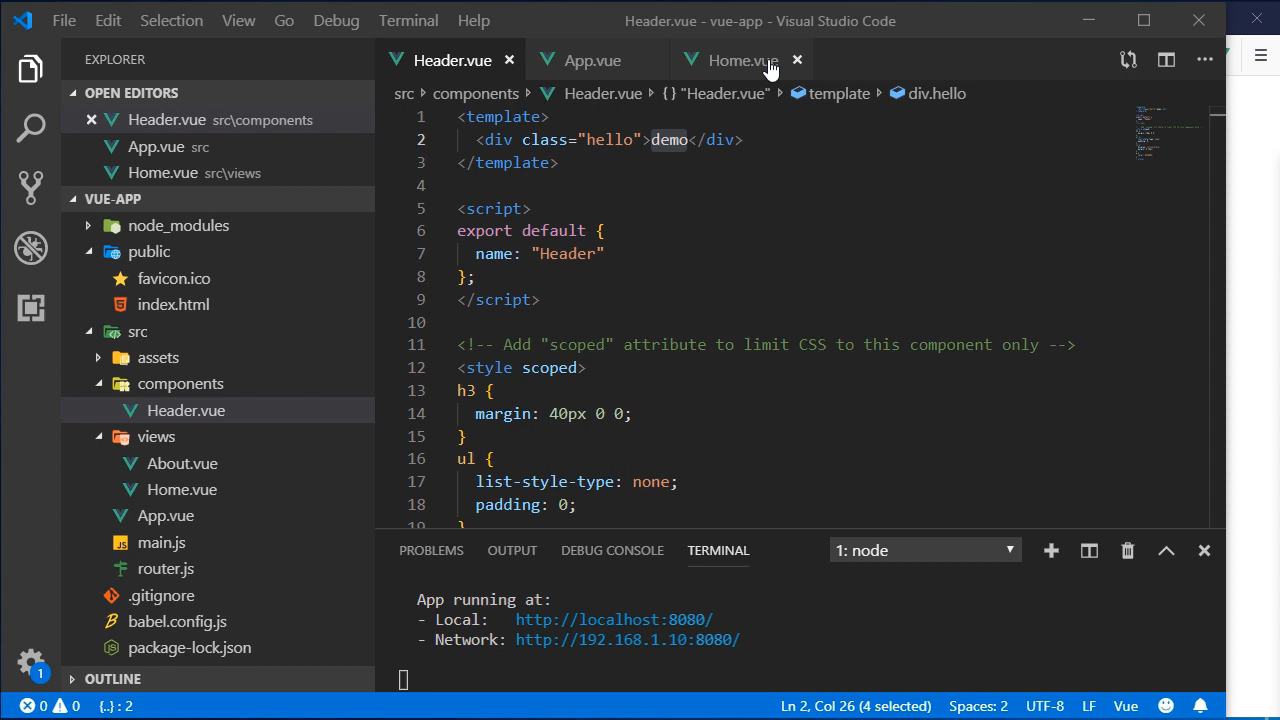 File Edit Selection View Go Debug Terminal Help Header.vue - vue-app - Visual Studio Code
EXPLORER
OPEN EDITORS
Header.vue src\components
App.vue src
Home.vue src\views
VUE-APP
node_modules
public
favicon.ico
index.html
src
assets
components
Header.vue
views
About.vue
Home.vue
App.vue
main.js
router.js
.gitignore
babel.config.js
package-lock.json
OUTLINE
Header.vue App.vue Home.vue
src components Header.vue {} "Header.vue" template div.hello
1 <template>
2 <div class="hello">demo</div>
3 </template>
4
5 <script>
6 export default {
7 name: "Header"
8 };
9 </script>
10
11 <!-- Add "scoped" attribute to limit CSS to this component only -->
12 <style scoped>
13 h3 {
14 margin: 40px 0 0;
15 }
16 ul {
17 list-style-type: none;
18 padding: 0;
19 }
PROBLEMS OUTPUT DEBUG CONSOLE TERMINAL 1: node
App running at:
- Local: http://localhost:8080/
- Network: http://192.168.1.10:8080/
1
0 0 {..} : 2 Ln 2, Col 26 (4 selected) Spaces: 2 UTF-8 LF Vue